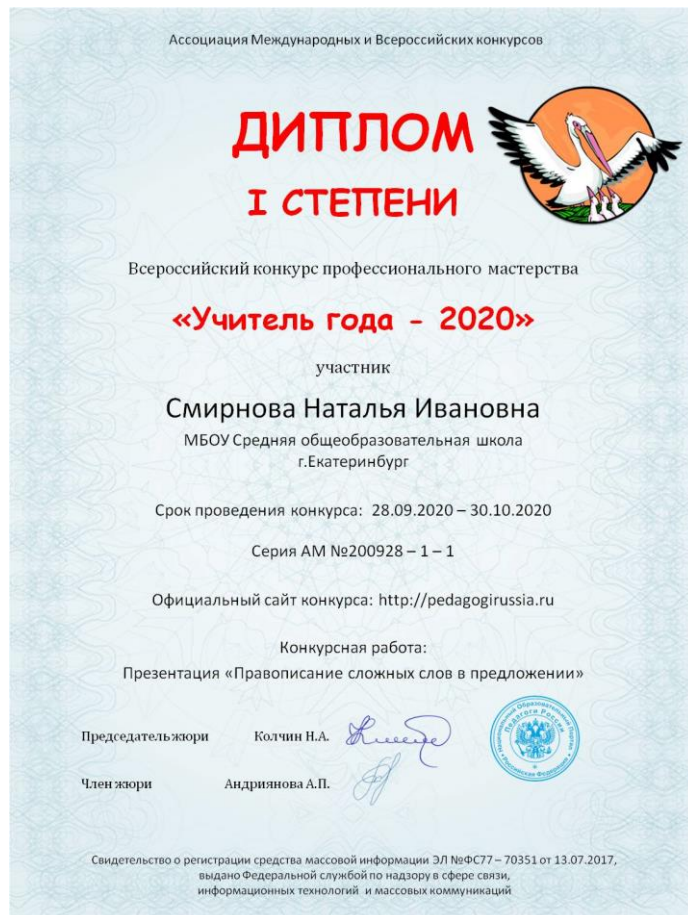 Ассоциация Международных и Всероссийских конкурсов
ДИПЛОМ
I СТЕПЕНИ
Всероссийский конкурс профессионального мастерства
«Учитель года - 2020»
участник
Смирнова Наталья Ивановна
МБОУ Средняя общеобразовательная школа
г.Екатеринбург
Срок проведения конкурса: 28.09.2020 – 30.10.2020
Серия АМ №200928 – 1 – 1
Официальный сайт конкурса: http://pedagogirussia.ru
Конкурсная работа:
Презентация «Правописание сложных слов в предложении»
Председатель жюри Колчин Н.А.
Член жюри Андриянова А.П.
Педагоги России
Российская Федерация
Свидетельство о регистрации средства массовой информации ЭЛ №ФС77 – 70351 от 13.07.2017,
выдано Федеральной службой по надзору в сфере связи,
информационных технологий и массовых коммуникаций